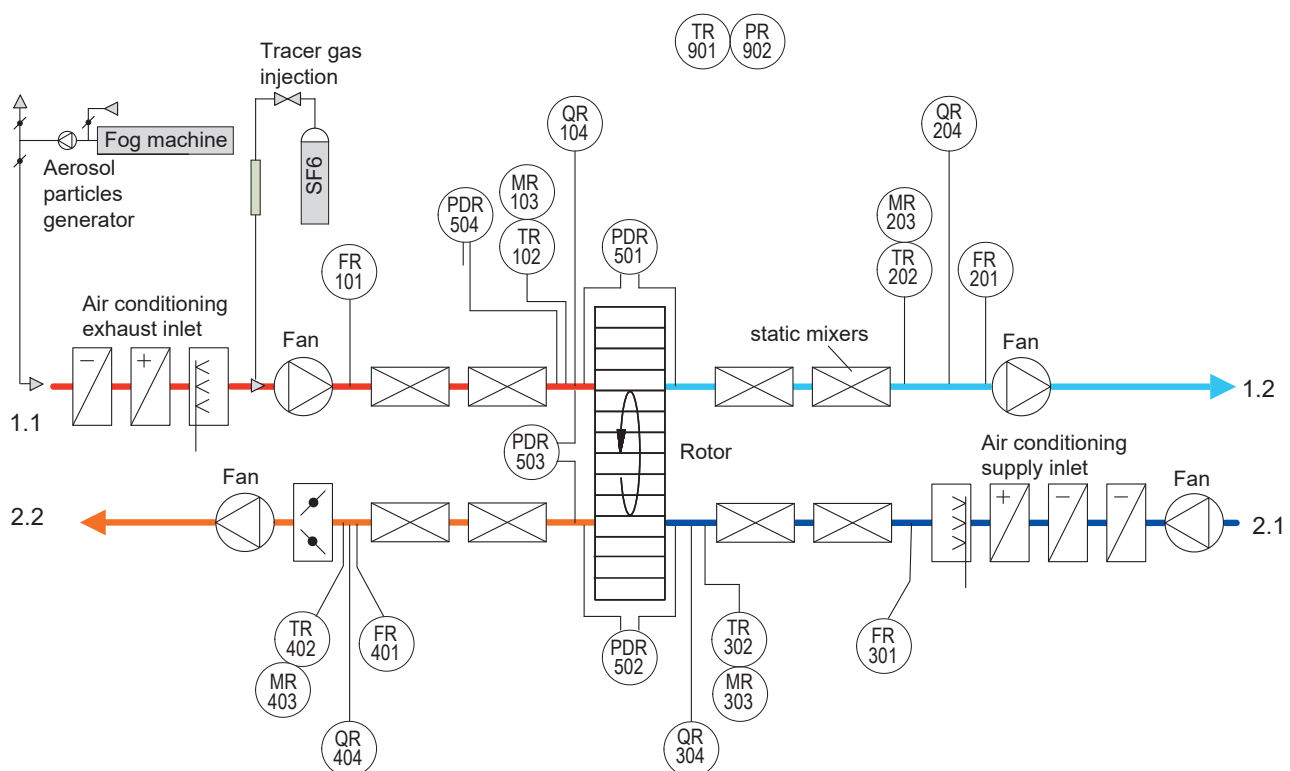 TR
901
PR
902
Tracer gas
injection
Fog machine
Aerosol
particles
generator
SF6
QR
104
QR
204
MR
103
TR
102
PDR
504
PDR
501
MR
203
TR
202
FR
201
FR
101
Air conditioning
exhaust inlet
Fan
static mixers
Fan
1.1
1.2
PDR
503
Rotor
Air conditioning
supply inlet
Fan
Fan
2.2
2.1
TR
402
FR
401
MR
403
QR
404
PDR
502
TR
302
MR
303
QR
304
FR
301